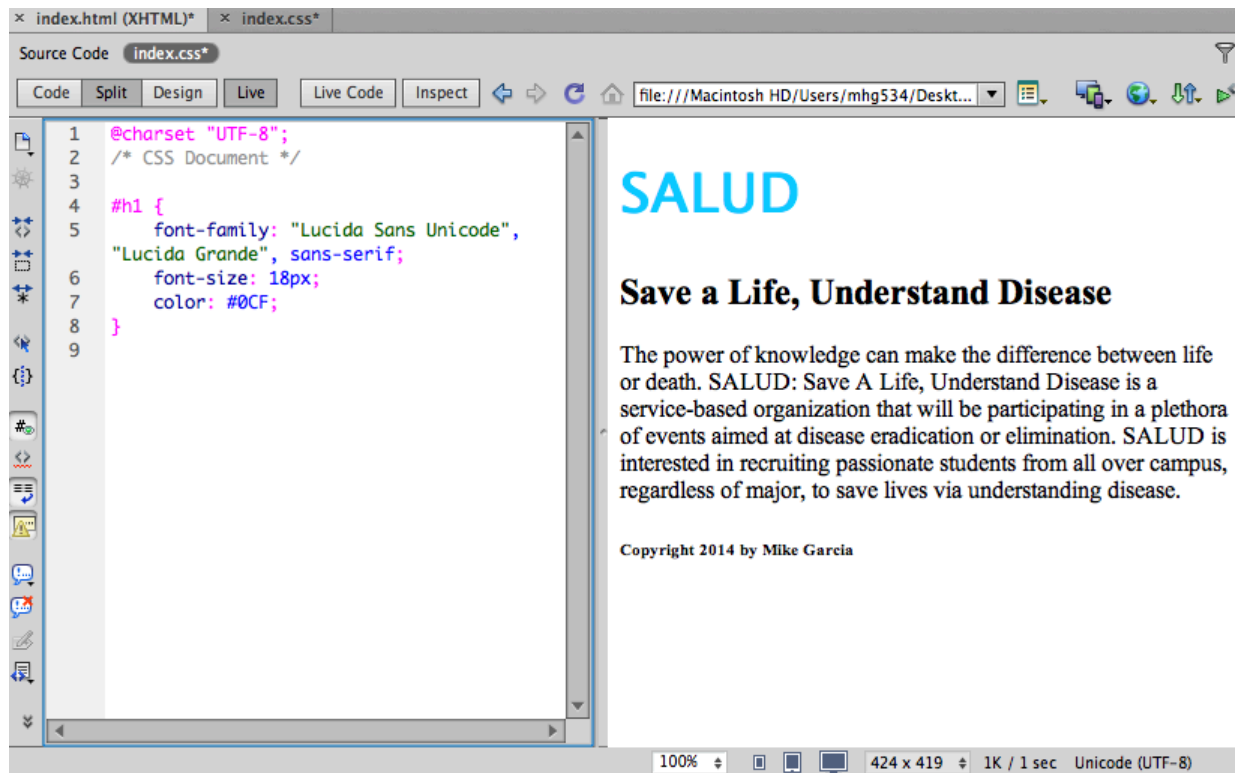 × index.html (XHTML)* × index.css*
Source Code index.css*
Code Split Design Live Live Code Inspect file:///Macintosh HD/Users/mhg534/Deskt...
1 @charset "UTF-8";
2 /* CSS Document */
3
4 #h1 {
5 font-family: "Lucida Sans Unicode",
"Lucida Grande", sans-serif;
6 font-size: 18px;
7 color: #0CF;
8 }
9
SALUD
Save a Life, Understand Disease
The power of knowledge can make the difference between life
or death. SALUD: Save A Life, Understand Disease is a
service-based organization that will be participating in a plethora
of events aimed at disease eradication or elimination. SALUD is
interested in recruiting passionate students from all over campus,
regardless of major, to save lives via understanding disease.
Copyright 2014 by Mike Garcia
100% 424 x 419 1K / 1 sec Unicode (UTF-8)